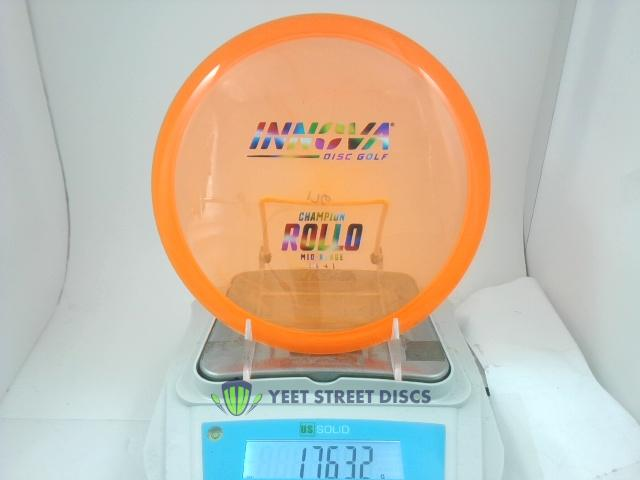 INNOVA®
DISC GOLF
CHAMPION
ROLLO
MID-RANGE
YEET STREET DISCS
US SOLID
176.32 g